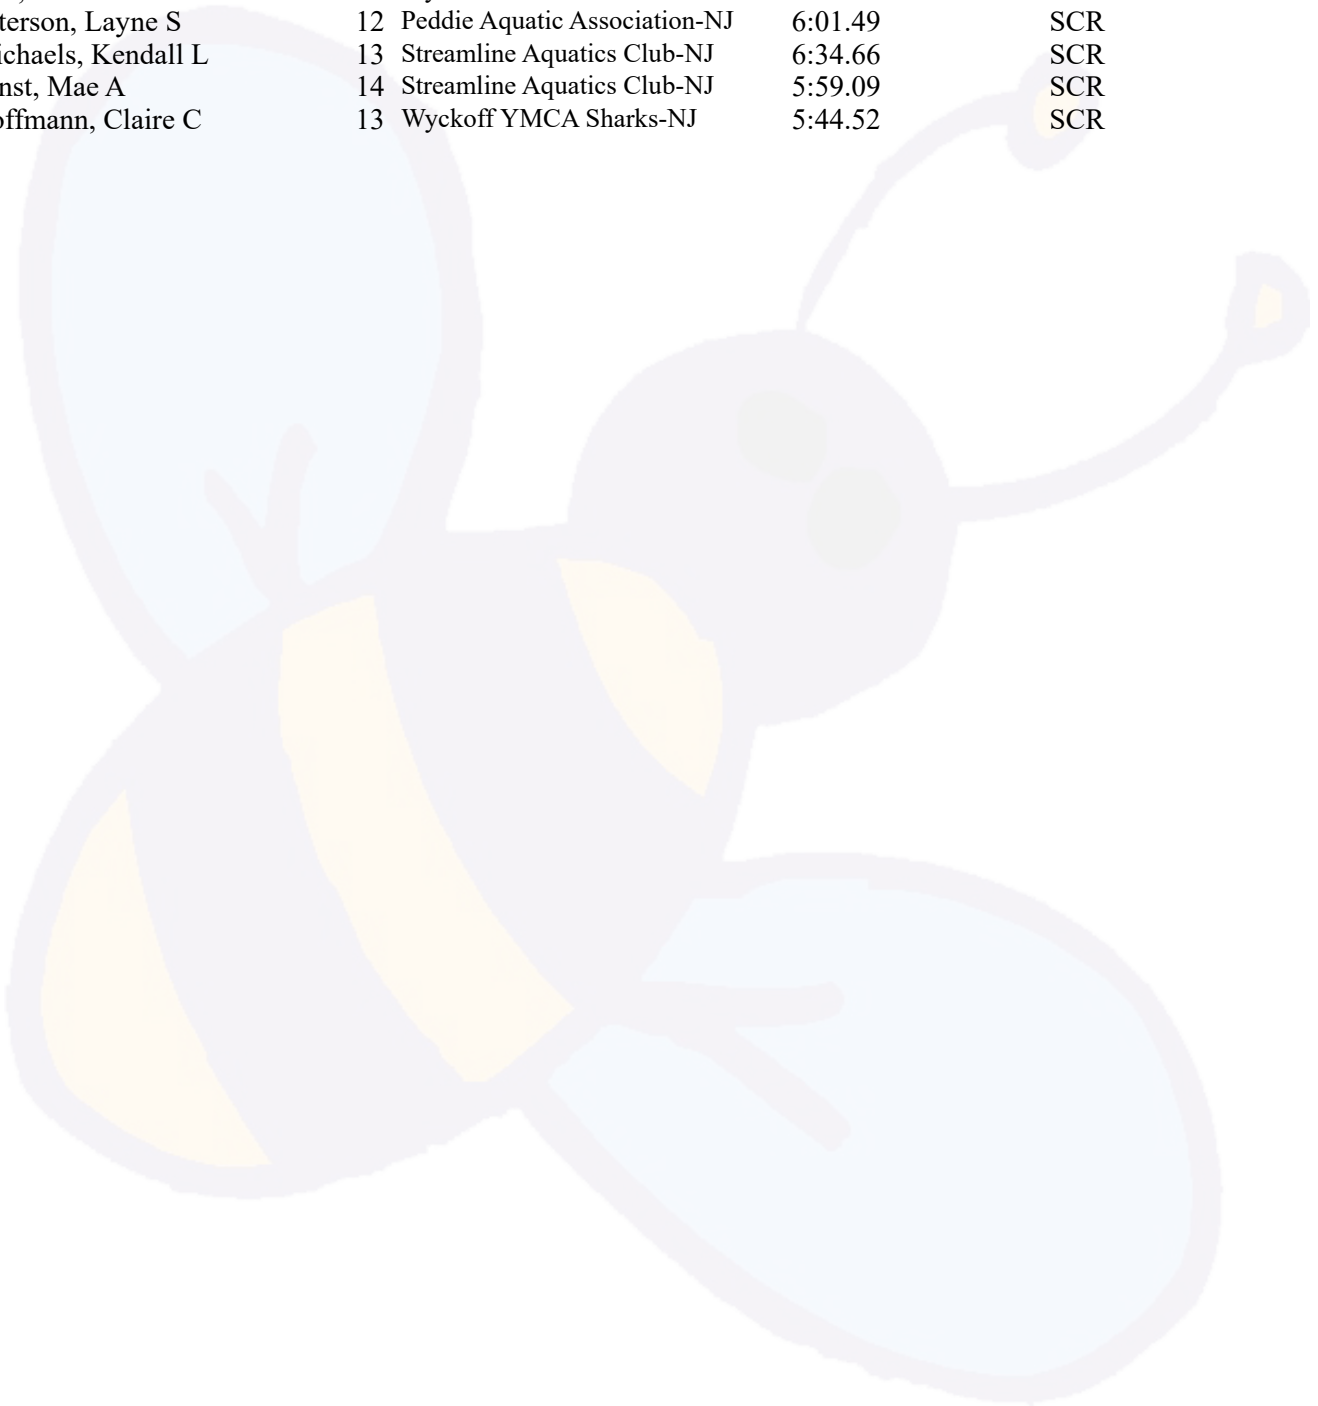 terson, Layne S 12 Peddie Aquatic Association-NJ 6:01.49 SCR
ichaels, Kendall L 13 Streamline Aquatics Club-NJ 6:34.66 SCR
nst, Mae A 14 Streamline Aquatics Club-NJ 5:59.09 SCR
offmann, Claire C 13 Wyckoff YMCA Sharks-NJ 5:44.52 SCR